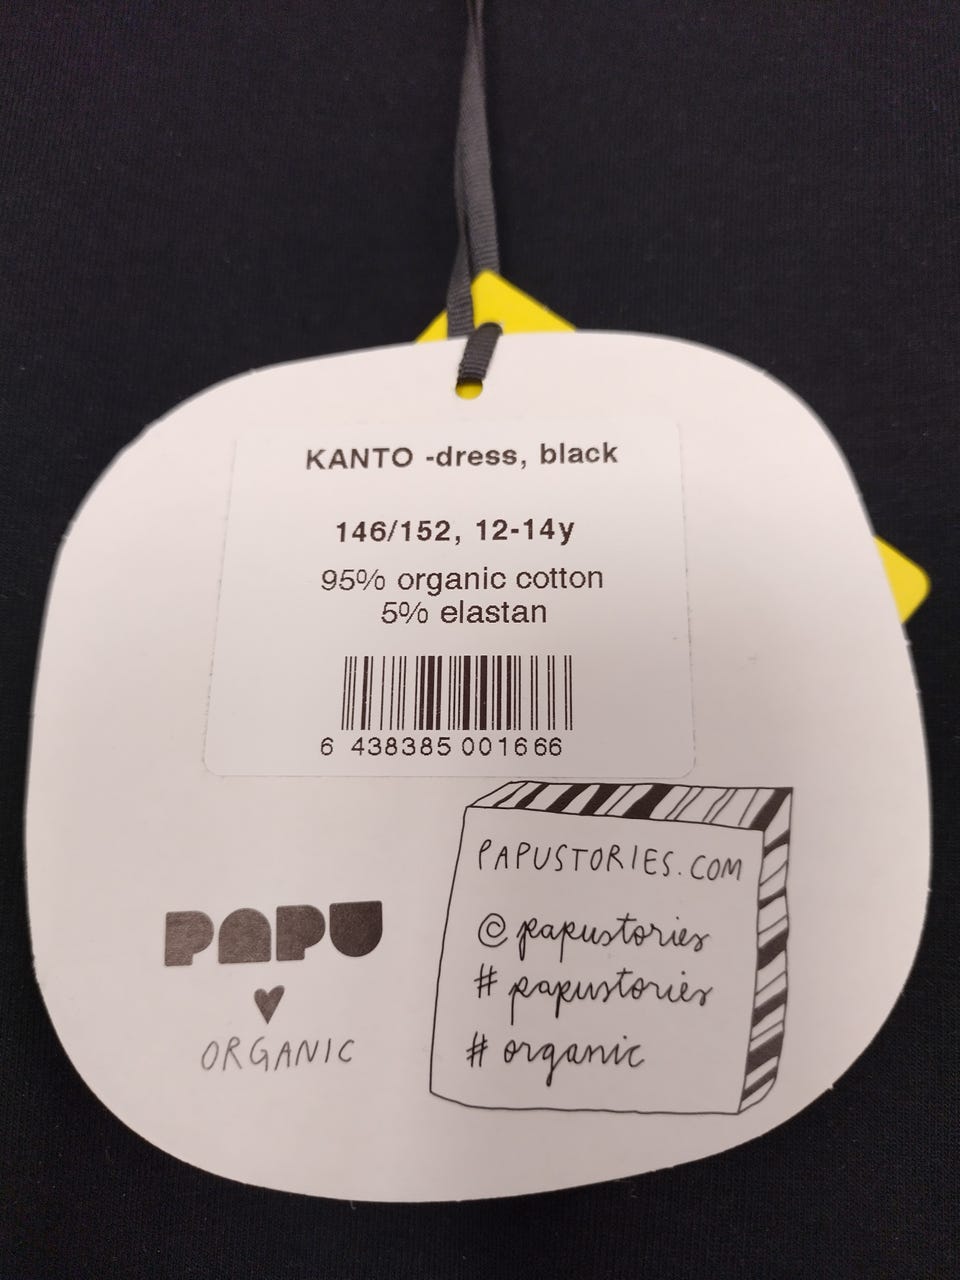 KANTO -dress, black
146/152, 12-14y
95% organic cotton
5% elastan
6 438385 001666
PAPUSTORIES.COM
@papustories
# papustories
# organic
PAPU
ORGANIC